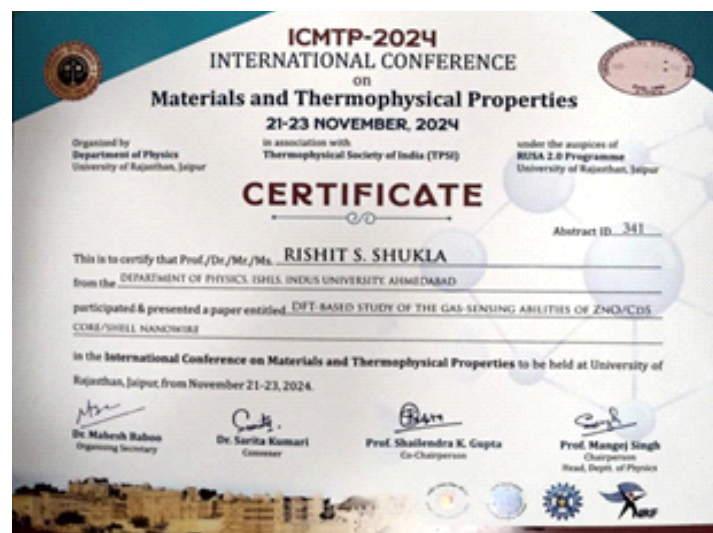 ICMTP-2024
INTERNATIONAL CONFERENCE
on
Materials and Thermophysical Properties
21-23 NOVEMBER, 2024
Organized by
Department of Physics
University of Rajasthan, Jaipur
in association with
Thermophysical Society of India (TPSI)
under the auspices of
RUSA 2.0 Programme
University of Rajasthan, Jaipur
CERTIFICATE
Abstract ID 341
This is to certify that Prof./Dr./Mr./Ms. RISHIT S. SHUKLA
from the DEPARTMENT OF PHYSICS, ISHLS, INDUS UNIVERSITY, AHMEDABAD
participated & presented a paper entitled DFT-BASED STUDY OF THE GAS-SENSING ABILITIES OF ZNO/CDS
CORE/SHELL NANOWIRE
in the International Conference on Materials and Thermophysical Properties to be held at University of
Rajasthan, Jaipur, from November 21-23, 2024.
Dr. Mahesh Baboo
Organising Secretary
Dr. Sarita Kumari
Convener
Prof. Shailendra K. Gupta
Co-Chairperson
Prof. Mangej Singh
Chairperson
Head, Deptt. of Physics